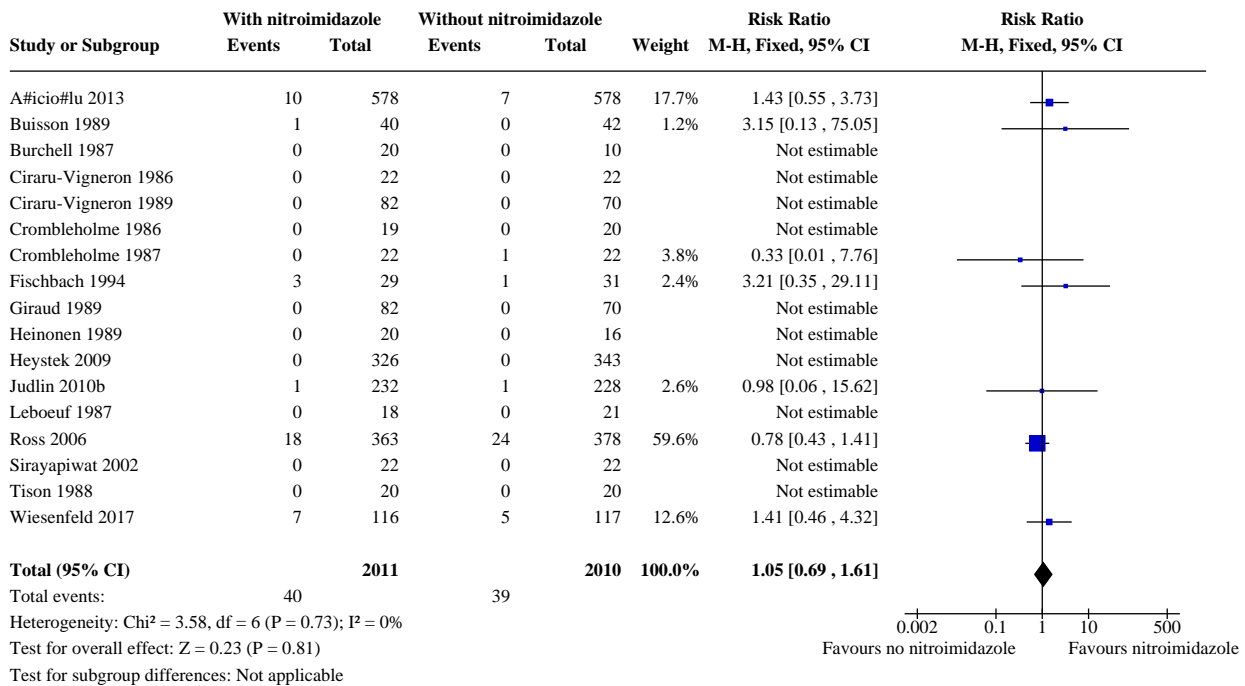 With nitroimidazole Without nitroimidazole Risk Ratio Risk Ratio
Study or Subgroup Events Total Events Total Weight M-H, Fixed, 95% CI M-H, Fixed, 95% CI
A#icio#lu 2013 10 578 7 578 17.7% 1.43 [0.55 , 3.73]
Buisson 1989 1 40 0 42 1.2% 3.15 [0.13 , 75.05]
Burchell 1987 0 20 0 10 Not estimable
Ciraru-Vigneron 1986 0 22 0 22 Not estimable
Ciraru-Vigneron 1989 0 82 0 70 Not estimable
Crombleholme 1986 0 19 0 20 Not estimable
Crombleholme 1987 0 22 1 22 3.8% 0.33 [0.01 , 7.76]
Fischbach 1994 3 29 1 31 2.4% 3.21 [0.35 , 29.11]
Giraud 1989 0 82 0 70 Not estimable
Heinonen 1989 0 20 0 16 Not estimable
Heystek 2009 0 326 0 343 Not estimable
Judlin 2010b 1 232 1 228 2.6% 0.98 [0.06 , 15.62]
Leboeuf 1987 0 18 0 21 Not estimable
Ross 2006 18 363 24 378 59.6% 0.78 [0.43 , 1.41]
Sirayapiwat 2002 0 22 0 22 Not estimable
Tison 1988 0 20 0 20 Not estimable
Wiesenfeld 2017 7 116 5 117 12.6% 1.41 [0.46 , 4.32]
Total (95% CI) 2011 2010 100.0% 1.05 [0.69 , 1.61]
Total events: 40 39
Heterogeneity: Chi² = 3.58, df = 6 (P = 0.73); I² = 0%
Test for overall effect: Z = 0.23 (P = 0.81)
Test for subgroup differences: Not applicable
0.002 0.1 1 10 500
Favours no nitroimidazole Favours nitroimidazole